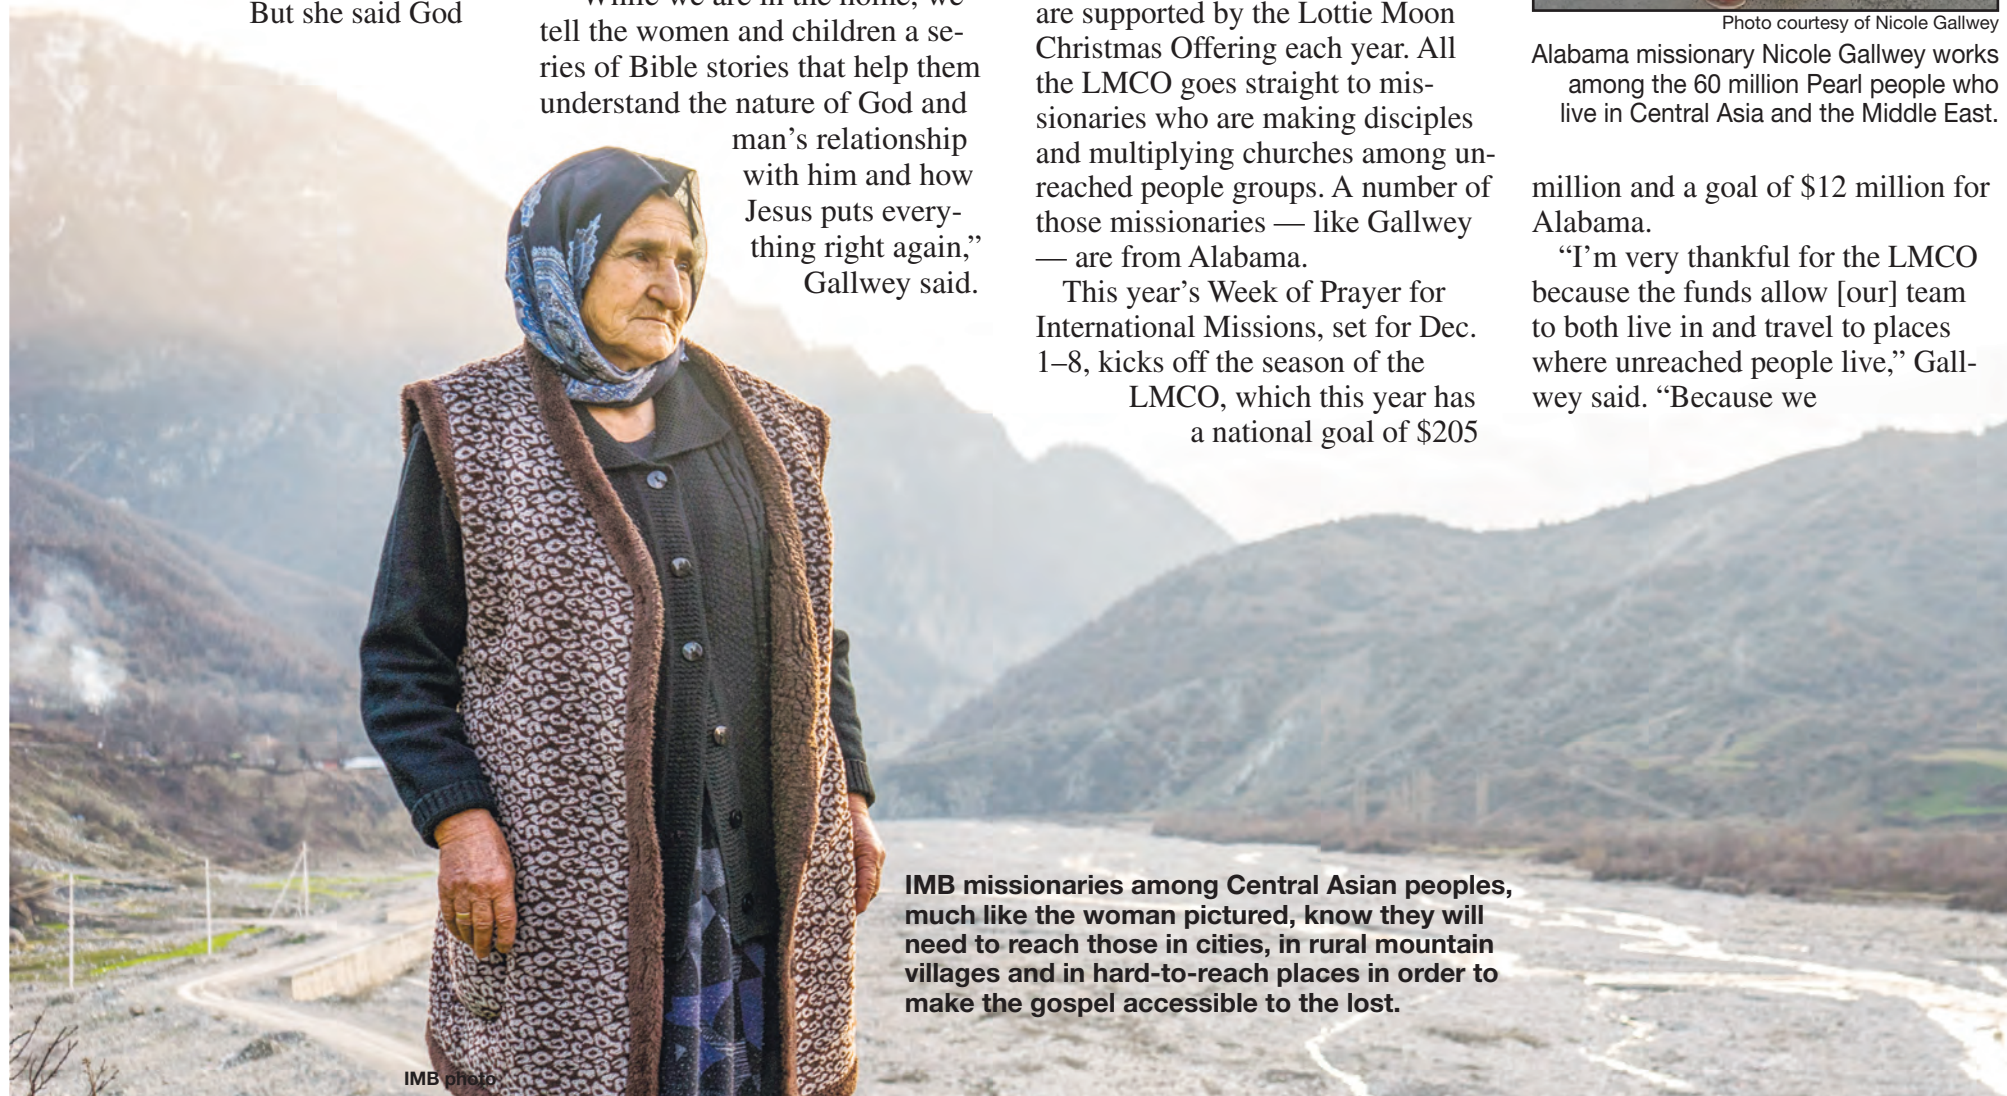 But she said God
While we are in the home, we
tell the women and children a se-
ries of Bible stories that help them
understand the nature of God and
man’s relationship
with him and how
Jesus puts every-
thing right again,”
Gallwey said.
are supported by the Lottie Moon
Christmas Offering each year. All
the LMCO goes straight to mis-
sionaries who are making disciples
and multiplying churches among un-
reached people groups. A number of
those missionaries — like Gallwey
— are from Alabama.
This year’s Week of Prayer for
International Missions, set for Dec.
1–8, kicks off the season of the
LMCO, which this year has
a national goal of $205
Photo courtesy of Nicole Gallwey
Alabama missionary Nicole Gallwey works
among the 60 million Pearl people who
live in Central Asia and the Middle East.
million and a goal of $12 million for
Alabama.
“I’m very thankful for the LMCO
because the funds allow [our] team
to both live in and travel to places
where unreached people live,” Gall-
wey said. “Because we
IMB missionaries among Central Asian peoples,
much like the woman pictured, know they will
need to reach those in cities, in rural mountain
villages and in hard-to-reach places in order to
make the gospel accessible to the lost.
IMB photo